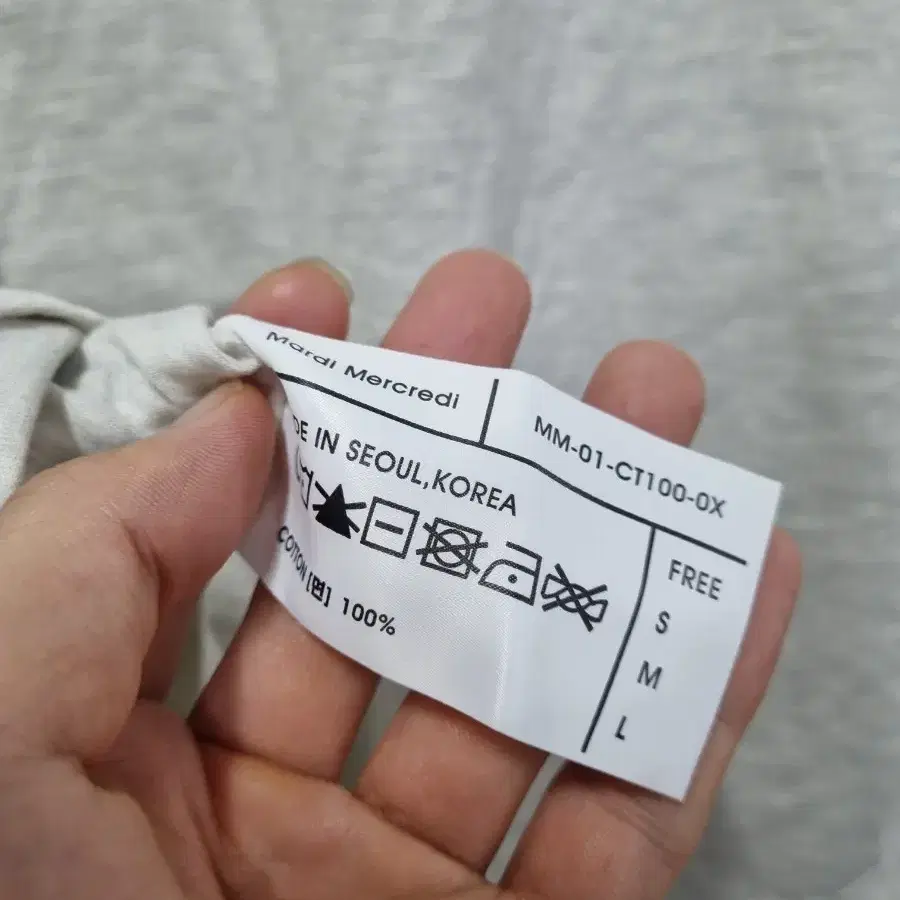 Mardi Mercredi
MM-01-CT100-0X
DE IN SEOUL,KOREA
COTTON [면] 100%
FREE
S
M
L